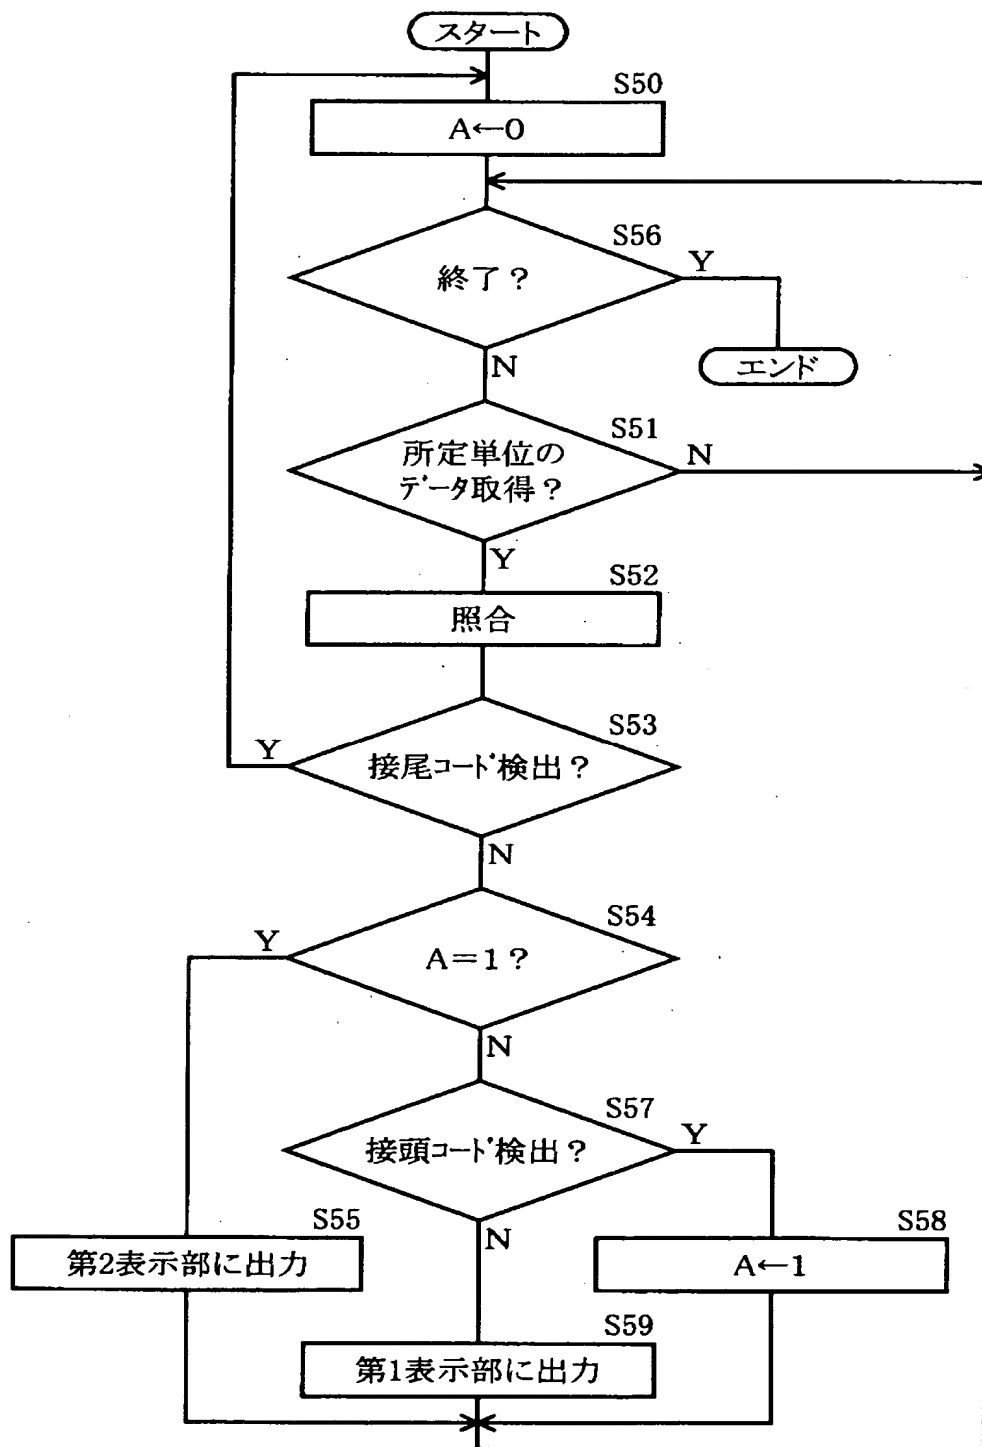 スタート
S50
A←0
S56
終了？
Y
N
エンド
S51
所定単位の
データ取得？
N
Y
S52
照合
S53
接尾コード検出？
Y
N
S54
A＝1？
Y
N
S57
接頭コード検出？
Y
N
S55
第2表示部に出力
S58
A←1
S59
第1表示部に出力